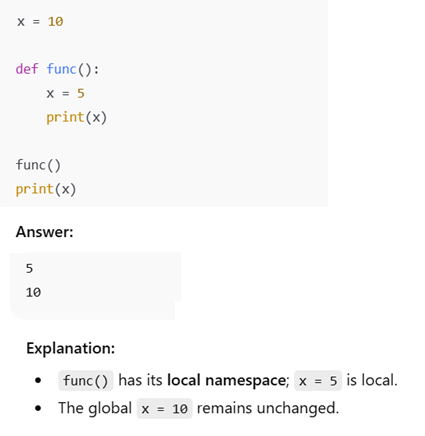 x = 10
def func():
    x = 5
    print(x)
func()
print(x)
Answer:
5
10
Explanation:
• func() has its local namespace; x = 5 is local.
• The global x = 10 remains unchanged.